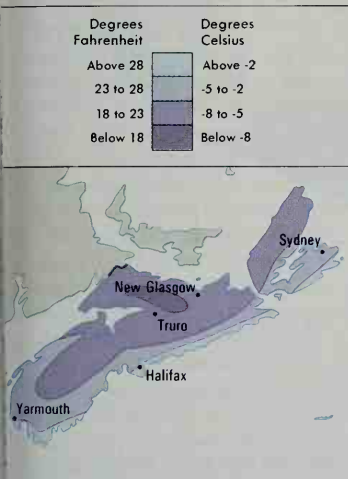 Degrees Degrees
Fahrenheit Celsius
Above 28 Above -2
23 to 28 -5 to -2
18 to 23 -8 to -5
Below 18 Below -8
Sydney
New Glasgow
Truro
Halifax
Yarmouth